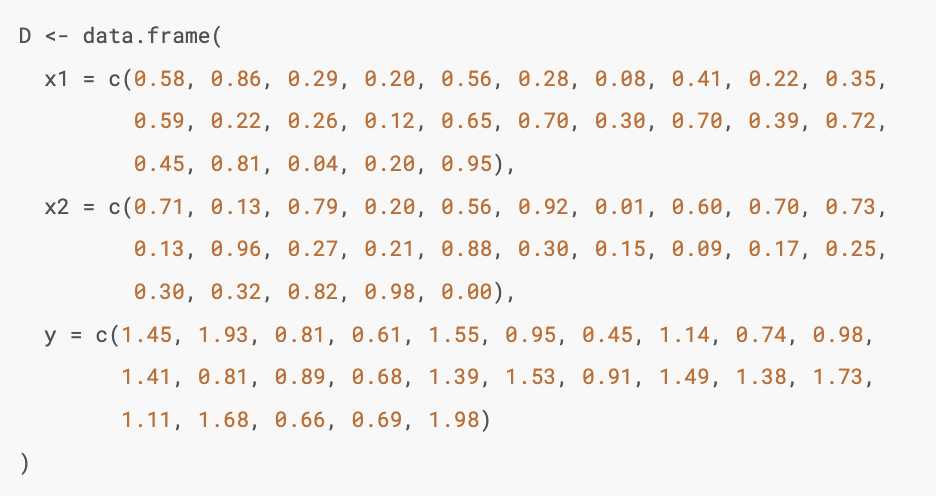 D <- data.frame(
  x1 = c(0.58, 0.86, 0.29, 0.20, 0.56, 0.28, 0.08, 0.41, 0.22, 0.35,
         0.59, 0.22, 0.26, 0.12, 0.65, 0.70, 0.30, 0.70, 0.39, 0.72,
         0.45, 0.81, 0.04, 0.20, 0.95),
  x2 = c(0.71, 0.13, 0.79, 0.20, 0.56, 0.92, 0.01, 0.60, 0.70, 0.73,
         0.13, 0.96, 0.27, 0.21, 0.88, 0.30, 0.15, 0.09, 0.17, 0.25,
         0.30, 0.32, 0.82, 0.98, 0.00),
  y = c(1.45, 1.93, 0.81, 0.61, 1.55, 0.95, 0.45, 1.14, 0.74, 0.98,
        1.41, 0.81, 0.89, 0.68, 1.39, 1.53, 0.91, 1.49, 1.38, 1.73,
        1.11, 1.68, 0.66, 0.69, 1.98)
)